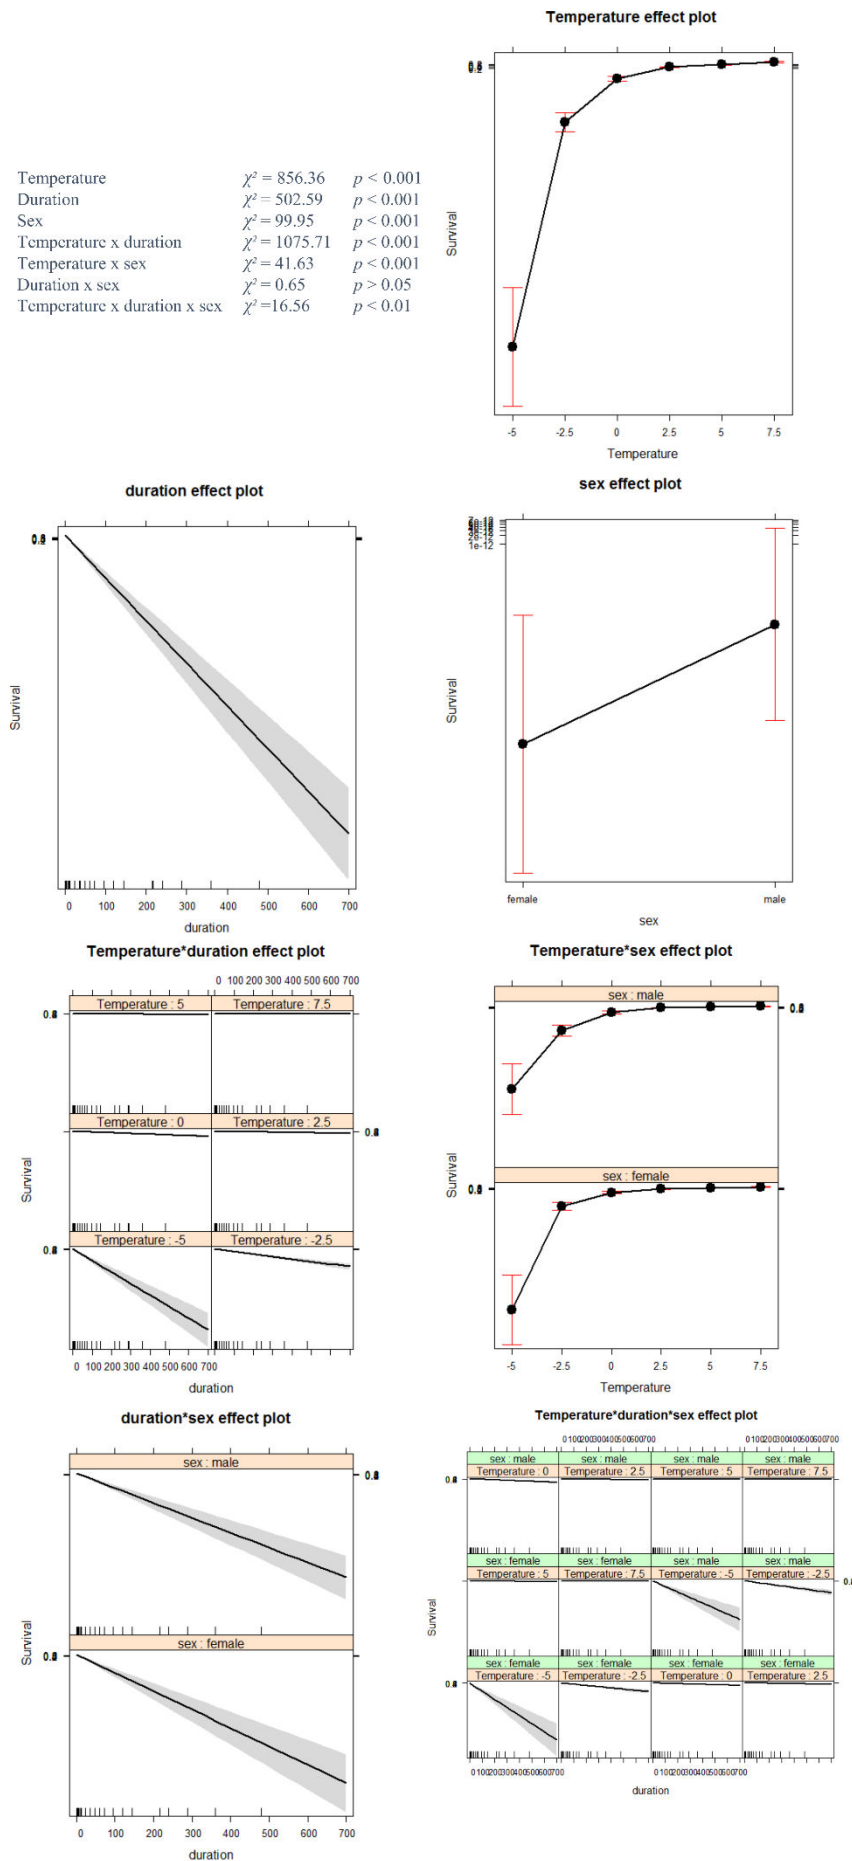 Temperature effect plot
Survival
-5 -2.5 0 2.5 5 7.5
Temperature
Temperature χ² = 856.36 p < 0.001
Duration χ² = 502.59 p < 0.001
Sex χ² = 99.95 p < 0.001
Temperature x duration χ² = 1075.71 p < 0.001
Temperature x sex χ² = 41.63 p < 0.001
Duration x sex χ² = 0.65 p > 0.05
Temperature x duration x sex χ² =16.56 p < 0.01
duration effect plot
Survival
0 100 200 300 400 500 600 700
duration
sex effect plot
1e-12
Survival
female male
sex
Temperature*duration effect plot
0 100 200 300 400 500 600 700
Temperature : 5 Temperature : 7.5
Temperature : 0 Temperature : 2.5
Survival
Temperature : -5 Temperature : -2.5
0 100 200 300 400 500 600 700
duration
Temperature*sex effect plot
sex : male
Survival
sex : female
-5 -2.5 0 2.5 5 7.5
Temperature
duration*sex effect plot
sex : male
Survival
sex : female
0 100 200 300 400 500 600 700
duration
Temperature*duration*sex effect plot
0100200300400500600700 0100200300400500600700
sex : male sex : male sex : male sex : male
Temperature : 0 Temperature : 2.5 Temperature : 5 Temperature : 7.5
sex : female sex : female sex : male sex : male
Temperature : 5 Temperature : 7.5 Temperature : -5 Temperature : -2.5
Survival
sex : female sex : female sex : female sex : female
Temperature : -5 Temperature : -2.5 Temperature : 0 Temperature : 2.5
0100200300400500600700 0100200300400500600700
duration